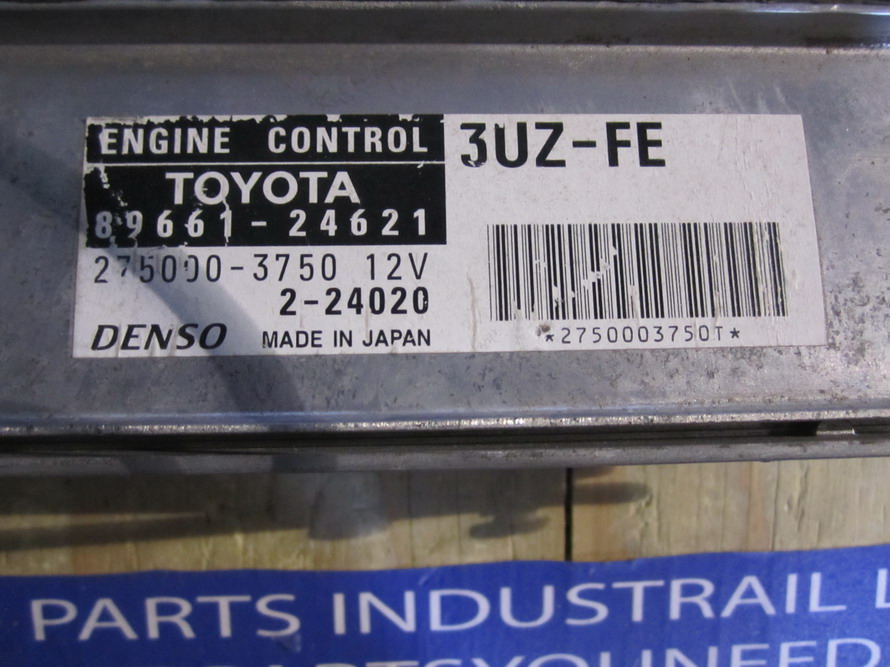 ENGINE CONTROL
TOYOTA
89661-24621
275000-3750 12V
2-24020
DENSO MADE IN JAPAN
3UZ-FE
*2750003750T*
PARTS INDUSTRAIL L
PARTSYOUNEED